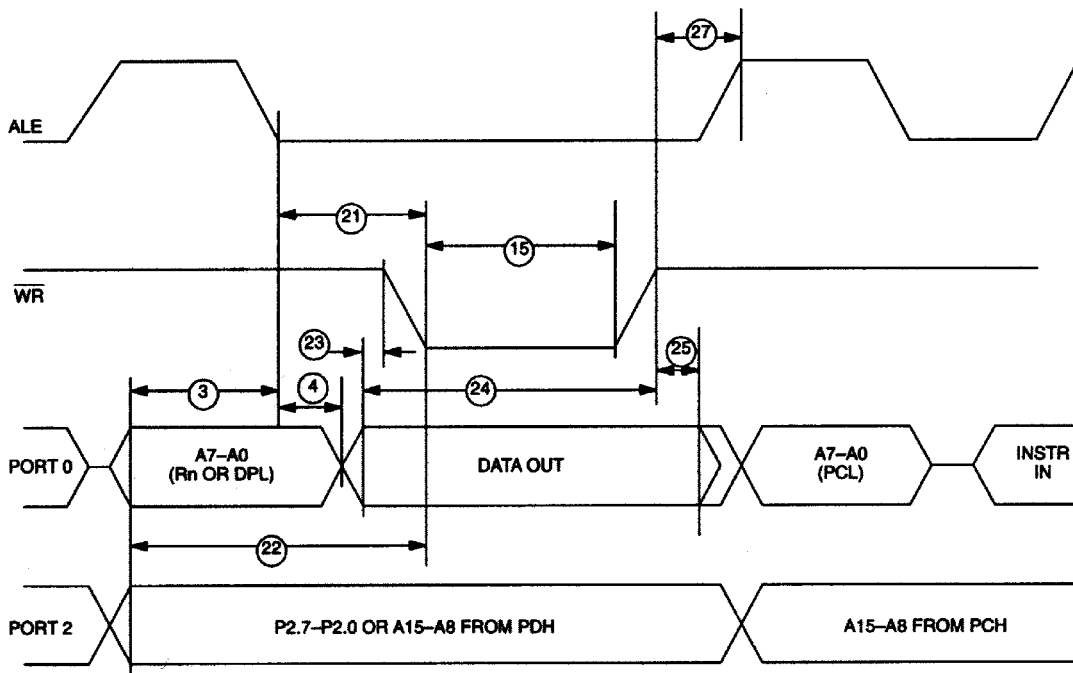 27
ALE
21
15
WR
23
25
3
4
24
PORT 0
A7–A0
(Rn OR DPL)
DATA OUT
A7–A0
(PCL)
INSTR
IN
22
PORT 2
P2.7–P2.0 OR A15–A8 FROM PDH
A15–A8 FROM PCH